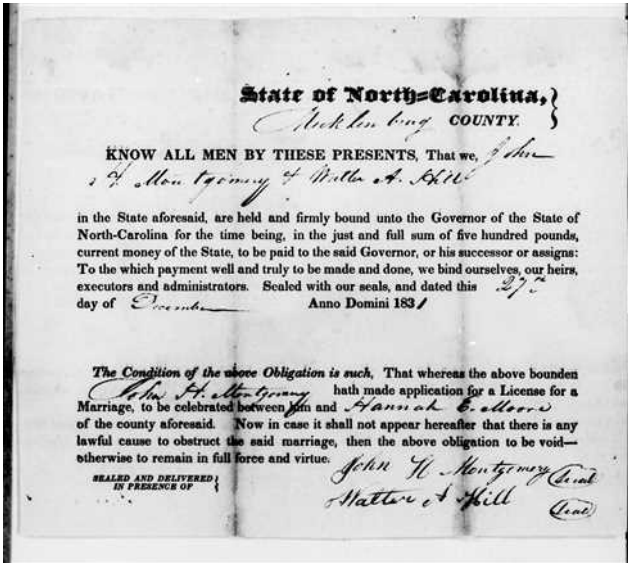 State of North-Carolina,
Mecklenburg COUNTY.
KNOW ALL MEN BY THESE PRESENTS, That we, John
H Montgomery & Walter A. Hill
in the State aforesaid, are held and firmly bound unto the Governor of the State of
North-Carolina for the time being, in the just and full sum of five hundred pounds,
current money of the State, to be paid to the said Governor, or his successor or assigns:
To the which payment well and truly to be made and done, we bind ourselves, our heirs,
executors and administrators. Sealed with our seals, and dated this 27th
day of December Anno Domini 1831
The Condition of the above Obligation is such, That whereas the above bounden
John H. Montgomery hath made application for a License for a
Marriage, to be celebrated between him and Hannah E. Moore
of the county aforesaid. Now in case it shall not appear hereafter that there is any
lawful cause to obstruct the said marriage, then the above obligation to be void—
otherwise to remain in full force and virtue.
SEALED AND DELIVERED
IN PRESENCE OF
John H Montgomery (Seal)
Walter A Hill (Seal)